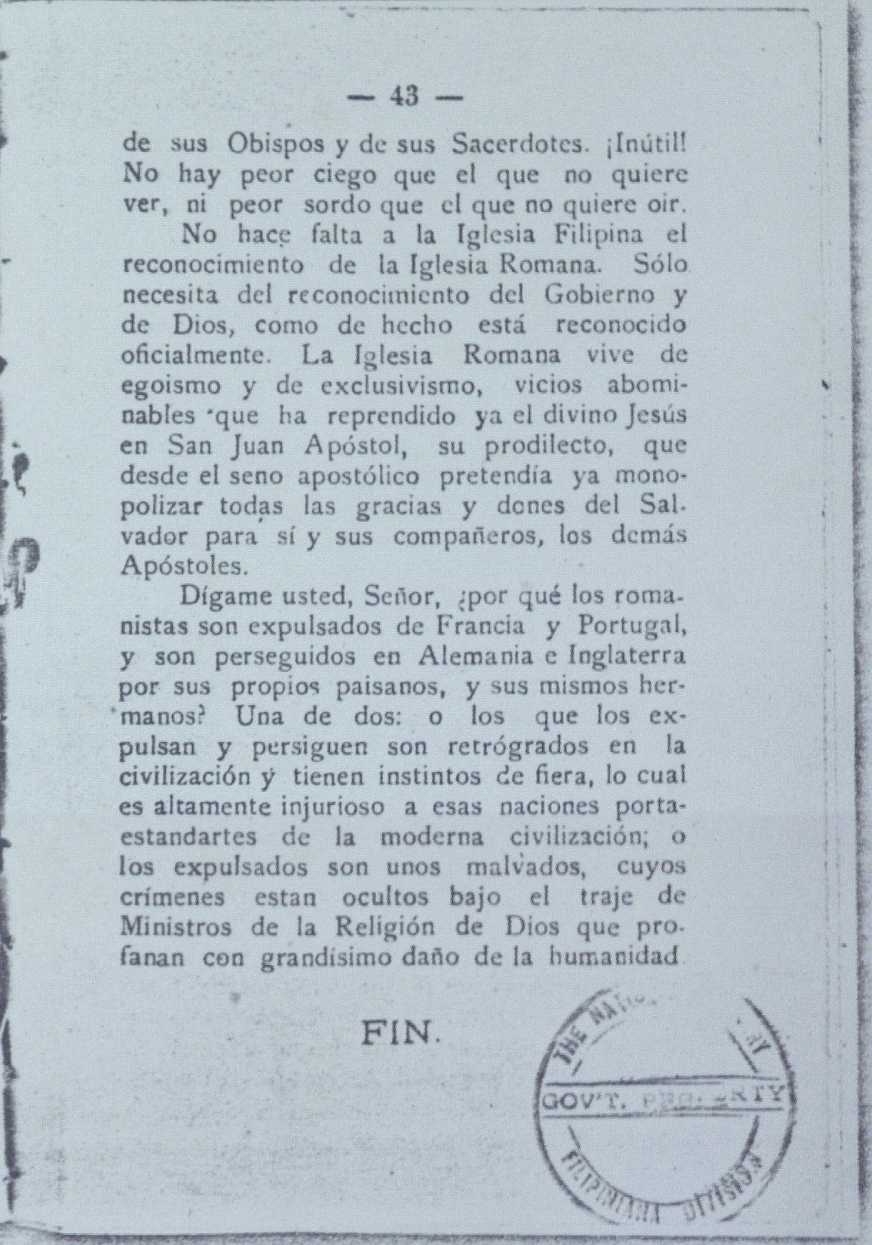 — 43 —
de sus Obispos y de sus Sacerdotes. ¡Inútil!
No hay peor ciego que el que no quiere
ver, ni peor sordo que el que no quiere oir.
No hace falta a la Iglesia Filipina el
reconocimiento de la Iglesia Romana. Sólo
necesita del reconocimiento del Gobierno y
de Dios, como de hecho está reconocido
oficialmente. La Iglesia Romana vive de
egoismo y de exclusivismo, vicios abomi-
nables que ha reprendido ya el divino Jesús
en San Juan Apóstol, su prodilecto, que
desde el seno apostólico pretendía ya mono-
polizar todas las gracias y dones del Sal-
vador para sí y sus compañeros, los demás
Apóstoles.
Dígame usted, Señor, ¿por qué los roma-
nistas son expulsados de Francia y Portugal,
y son perseguidos en Alemania e Inglaterra
por sus propios paisanos, y sus mismos her-
manos? Una de dos: o los que los ex-
pulsan y persiguen son retrógrados en la
civilización y tienen instintos de fiera, lo cual
es altamente injurioso a esas naciones porta-
estandartes de la moderna civilización; o
los expulsados son unos malvados, cuyos
crímenes estan ocultos bajo el traje de
Ministros de la Religión de Dios que pro-
fanan con grandísimo daño de la humanidad
FIN.
THE
GOV'T.
FILIPINIANA DIVISION